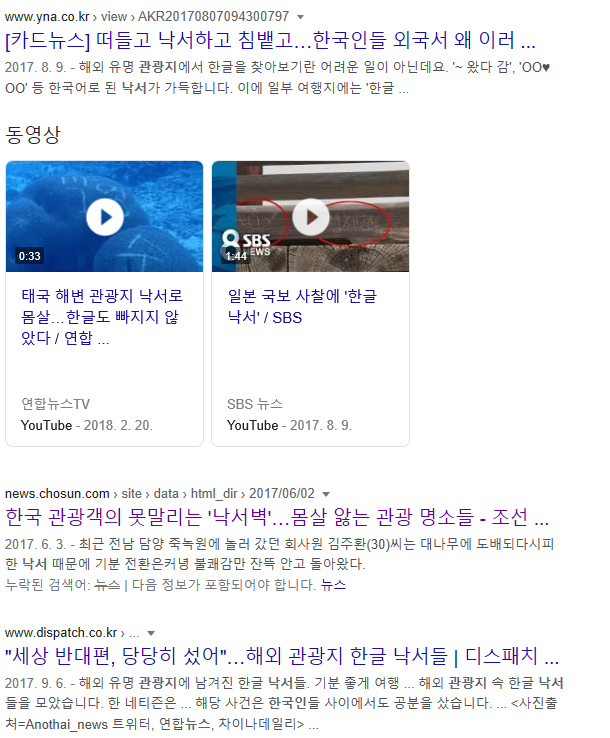 www.yna.co.kr › view › AKR20170807094300797
[카드뉴스] 떠들고 낙서하고 침뱉고…한국인들 외국서 왜 이러 ...
2017. 8. 9. - 해외 유명 관광지에서 한글을 찾아보기란 어려운 일이 아닌데요. '~ 왔다 감', 'OO♥
OO' 등 한국어로 된 낙서가 가득합니다. 이에 일부 여행지에는 '한글 ...
동영상
0:33
태국 해변 관광지 낙서로
몸살…한글도 빠지지 않
았다 / 연합 ...
연합뉴스TV
YouTube - 2018. 2. 20.
SBS
NEWS
1:44
일본 국보 사찰에 '한글
낙서' / SBS
SBS 뉴스
YouTube - 2017. 8. 9.
news.chosun.com › site › data › html_dir › 2017/06/02
한국 관광객의 못말리는 '낙서벽'…몸살 앓는 관광 명소들 - 조선 ...
2017. 6. 3. - 최근 전남 담양 죽녹원에 놀러 갔던 회사원 김주환(30)씨는 대나무에 도배되다시피
한 낙서 때문에 기분 전환은커녕 불쾌감만 잔뜩 안고 돌아왔다.
누락된 검색어: 뉴스 | 다음 정보가 포함되어야 합니다. 뉴스
www.dispatch.co.kr › ...
"세상 반대편, 당당히 섰어"…해외 관광지 한글 낙서들 | 디스패치 ...
2017. 9. 6. - 해외 유명 관광지에 남겨진 한글 낙서들. 기분 좋게 여행 ... 해외 관광지 속 한글 낙서
들을 모았습니다. 한 네티즌은 ... 해당 사건은 한국인들 사이에서도 공분을 샀습니다. ... <사진출
처=Anothai_news 트위터, 연합뉴스, 차이나데일리> ...